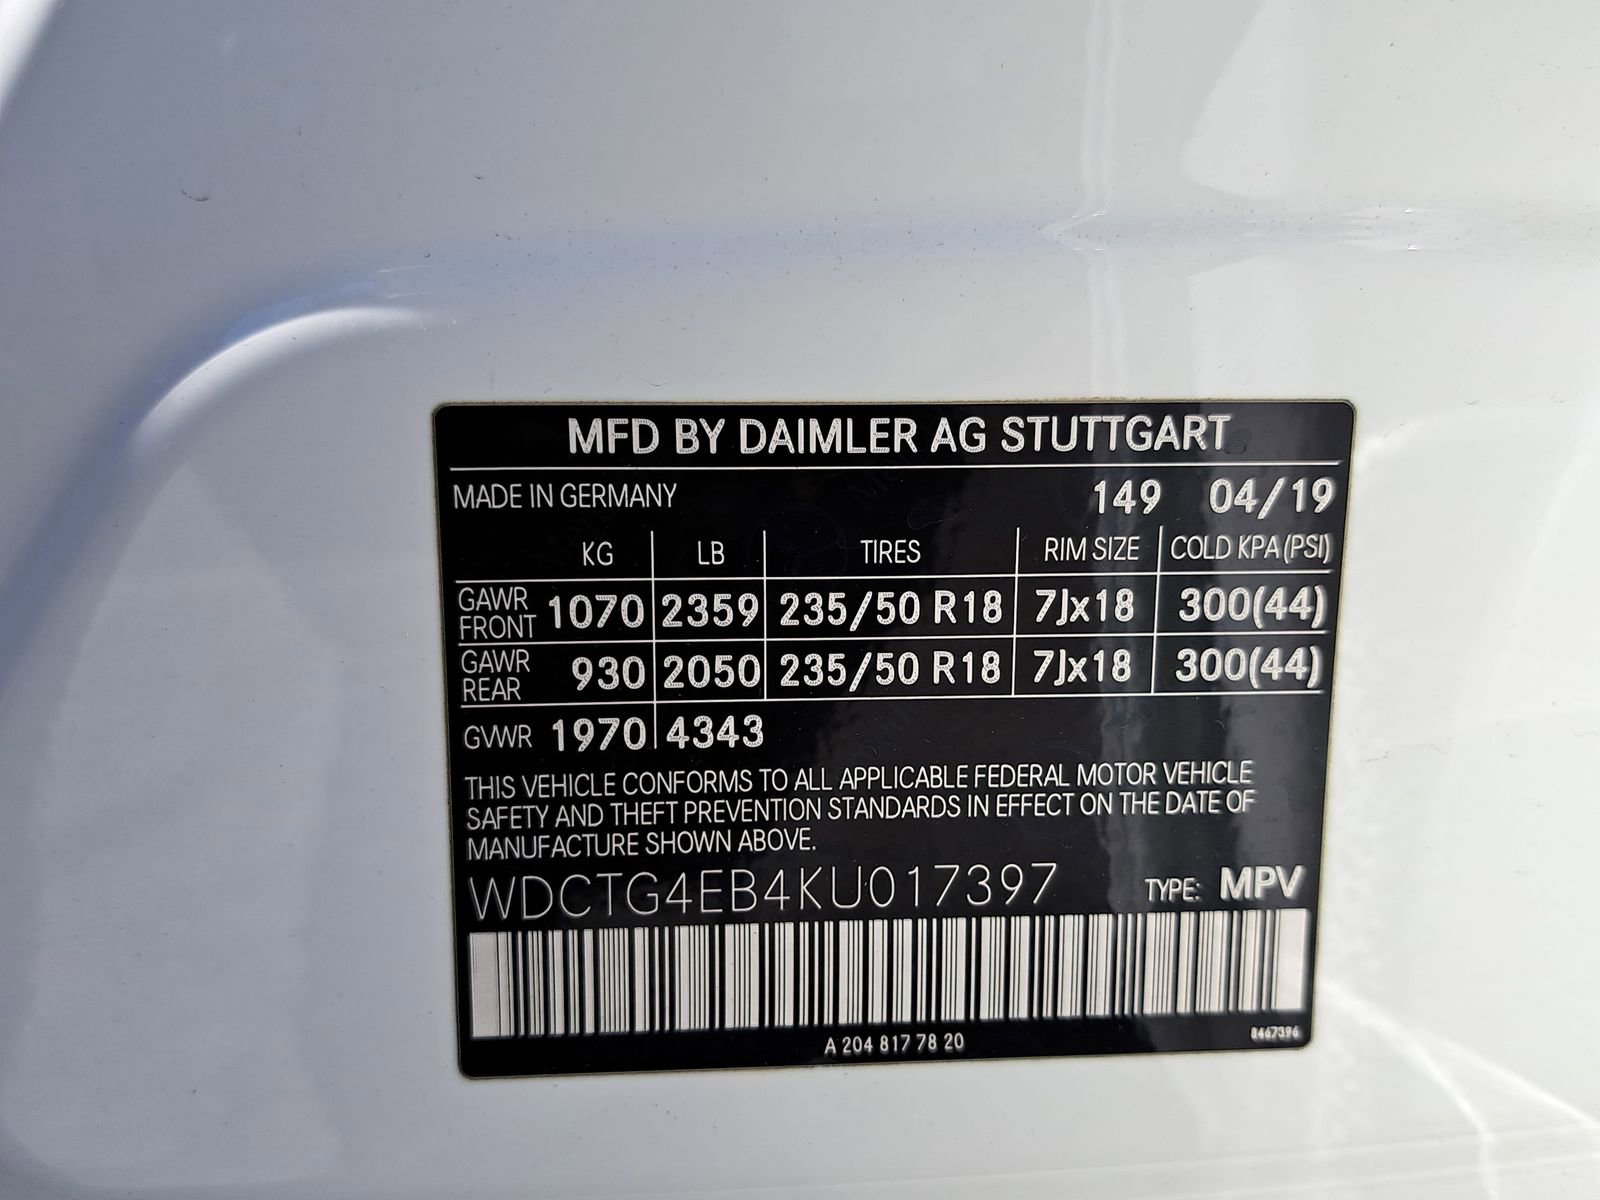 MFD BY DAIMLER AG STUTTGART
MADE IN GERMANY 149 04/19
KG LB TIRES RIM SIZE COLD KPA (PSI)
GAWR FRONT 1070 2359 235/50 R18 7Jx18 300(44)
GAWR REAR 930 2050 235/50 R18 7Jx18 300(44)
GVWR 1970 4343
THIS VEHICLE CONFORMS TO ALL APPLICABLE FEDERAL MOTOR VEHICLE
SAFETY AND THEFT PREVENTION STANDARDS IN EFFECT ON THE DATE OF
MANUFACTURE SHOWN ABOVE.
WDCTG4EB4KU017397 TYPE: MPV
A 204 817 78 20 8467396